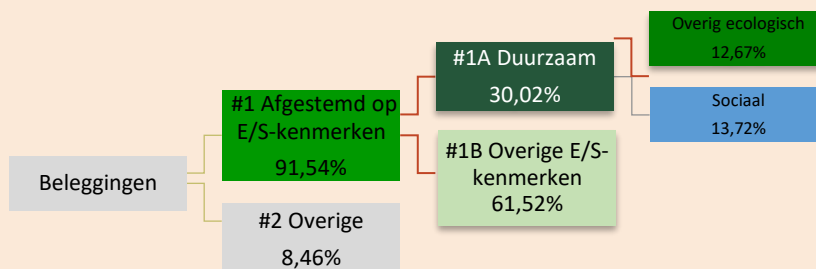 Beleggingen
#1 Afgestemd op
E/S-kenmerken
91,54%
#2 Overige
8,46%
#1A Duurzaam
30,02%
#1B Overige E/S-
kenmerken
61,52%
Overig ecologisch
12,67%
Sociaal
13,72%